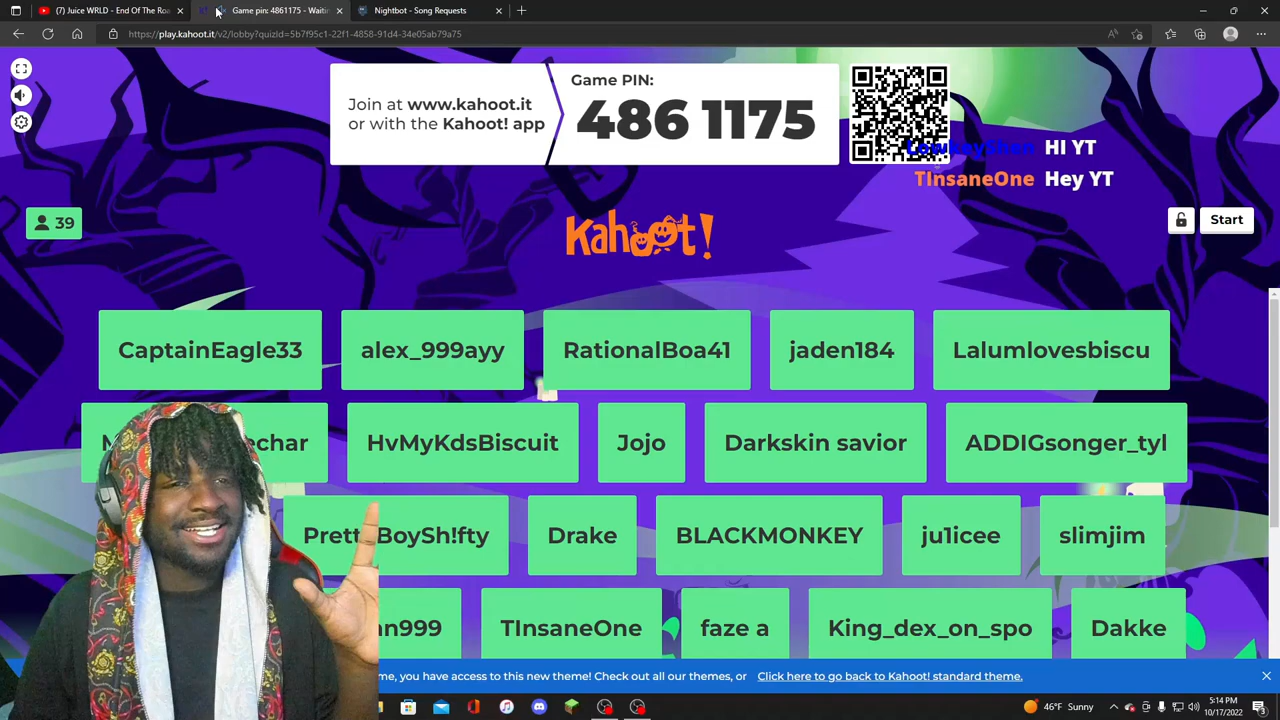 (7) Juice WRLD - End Of The Roa
Game pin: 4861175 - Waitin
Nightbot - Song Requests
https://play.kahoot.it/v2/lobby?quizId=5b7f95c1-22f1-4858-91d4-34e05ab79a75
Join at www.kahoot.it
or with the Kahoot! app
Game PIN:
486 1175
LowkeyShan HI YT
TInsaneOne Hey YT
39
Kahoot!
Start
CaptainEagle33
alex_999ayy
RationalBoa41
jaden184
Lalumlovesbiscu
echar
HvMyKdsBiscuit
Jojo
Darkskin savior
ADDIGsonger_tyl
PrettyBoySh!fty
Drake
BLACKMONKEY
ju1icee
slimjim
nn999
TInsaneOne
faze a
King_dex_on_spo
Dakke
me, you have access to this new theme! Check out all our themes, or Click here to go back to Kahoot! standard theme.
46°F Sunny
5:14 PM
10/17/2022